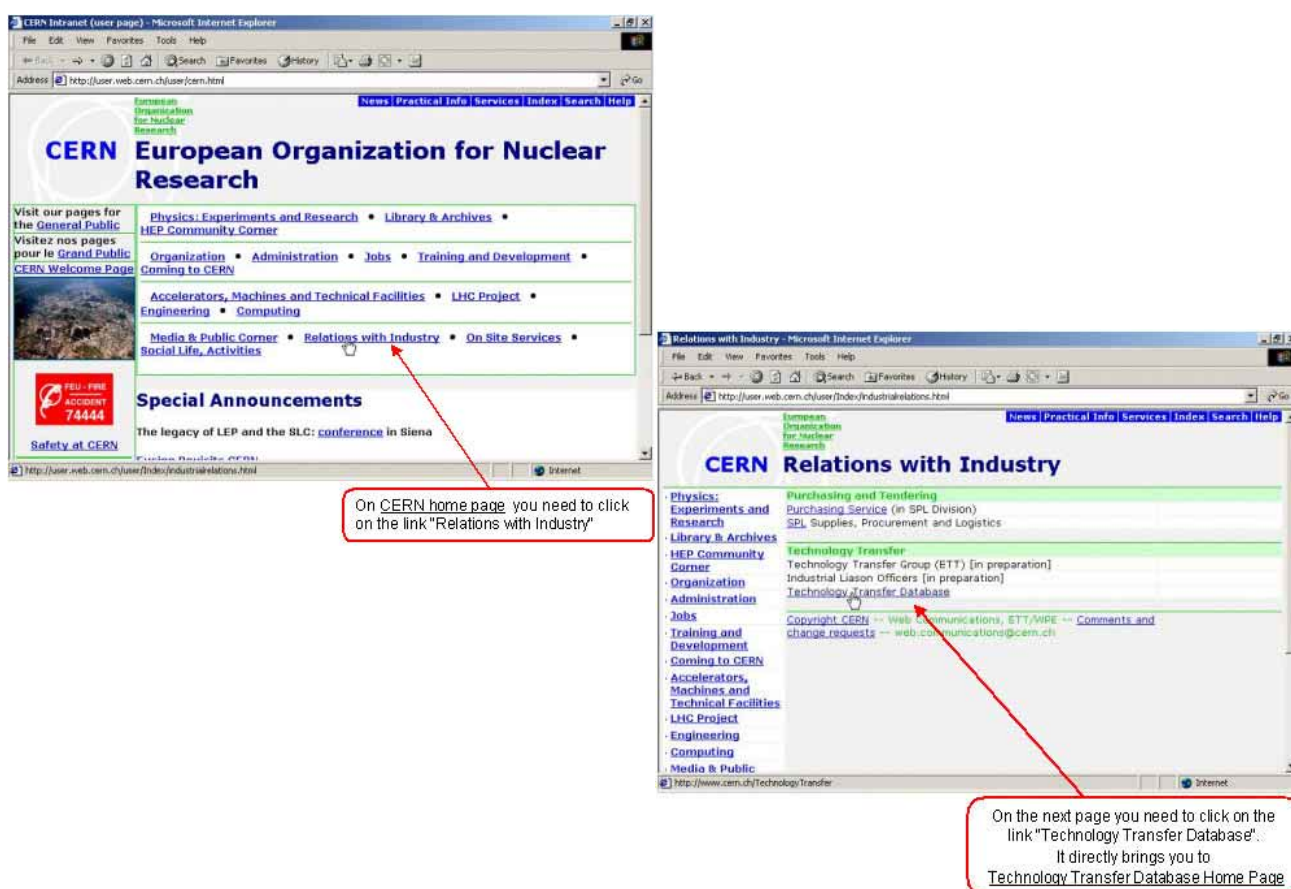 CERN Intranet (user page) - Microsoft Internet Explorer
File Edit View Favorites Tools Help
Search Favorites History
Address http://user.web.cern.ch/user/cern.html Go
News Practical Info Services Index Search Help
European
Organization
for Nuclear
Research
CERN European Organization for Nuclear
Research
Visit our pages for
the General Public
Visitez nos pages
pour le Grand Public
CERN Welcome Page
Physics: Experiments and Research • Library & Archives •
HEP Community Corner
Organization • Administration • Jobs • Training and Development •
Coming to CERN
Accelerators, Machines and Technical Facilities • LHC Project •
Engineering • Computing
Media & Public Corner • Relations with Industry • On Site Services •
Social Life, Activities
FEU - FIRE
ACCIDENT
74444
Safety at CERN
Special Announcements
The legacy of LEP and the SLC: conference in Siena
http://user.web.cern.ch/user/Index/industrialrelations.html Internet
On CERN home page you need to click
on the link "Relations with Industry"
Relations with Industry - Microsoft Internet Explorer
File Edit View Favorites Tools Help
Back Search Favorites History
Address http://user.web.cern.ch/user/Index/industrialrelations.html Go
News Practical Info Services Index Search Help
European
Organization
for Nuclear
Research
CERN Relations with Industry
Physics:
Experiments and
Research
Library & Archives
HEP Community
Corner
Organization
Administration
Jobs
Training and
Development
Coming to CERN
Accelerators,
Machines and
Technical Facilities
LHC Project
Engineering
Computing
Media & Public
Purchasing and Tendering
Purchasing Service (in SPL Division)
SPL Supplies, Procurement and Logistics
Technology Transfer
Technology Transfer Group (ETT) [in preparation]
Industrial Liason Officers [in preparation]
Technology Transfer Database
Copyright CERN -- Web Communications, ETT/WPE -- Comments and
change requests -- web.communications@cern.ch
http://www.cern.ch/TechnologyTransfer Internet
On the next page you need to click on the
link "Technology Transfer Database".
It directly brings you to
Technology Transfer Database Home Page